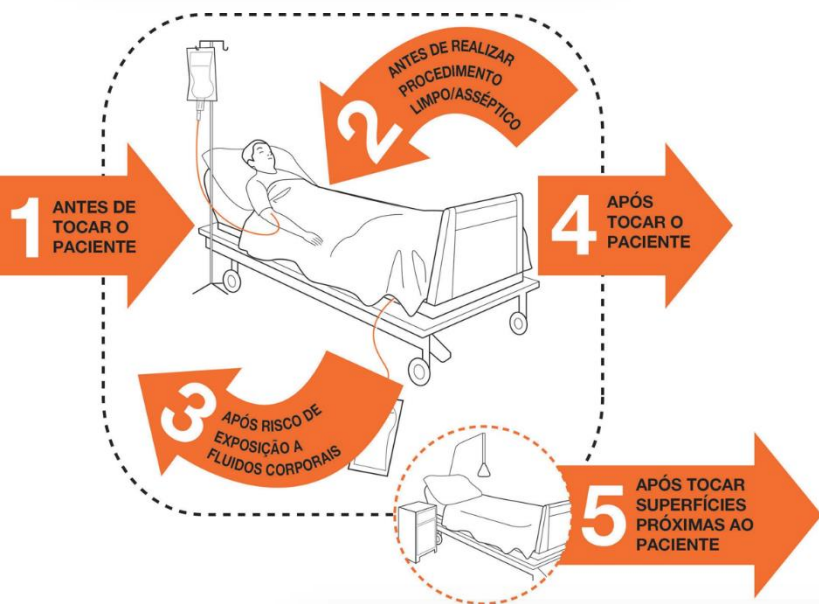 1
ANTES DE
TOCAR O
PACIENTE
2
ANTES DE REALIZAR
PROCEDIMENTO
LIMPO/ASSÉPTICO
3
APÓS RISCO DE
EXPOSIÇÃO A
FLUIDOS CORPORAIS
4
APÓS
TOCAR O
PACIENTE
5
APÓS TOCAR
SUPERFÍCIES
PRÓXIMAS AO
PACIENTE